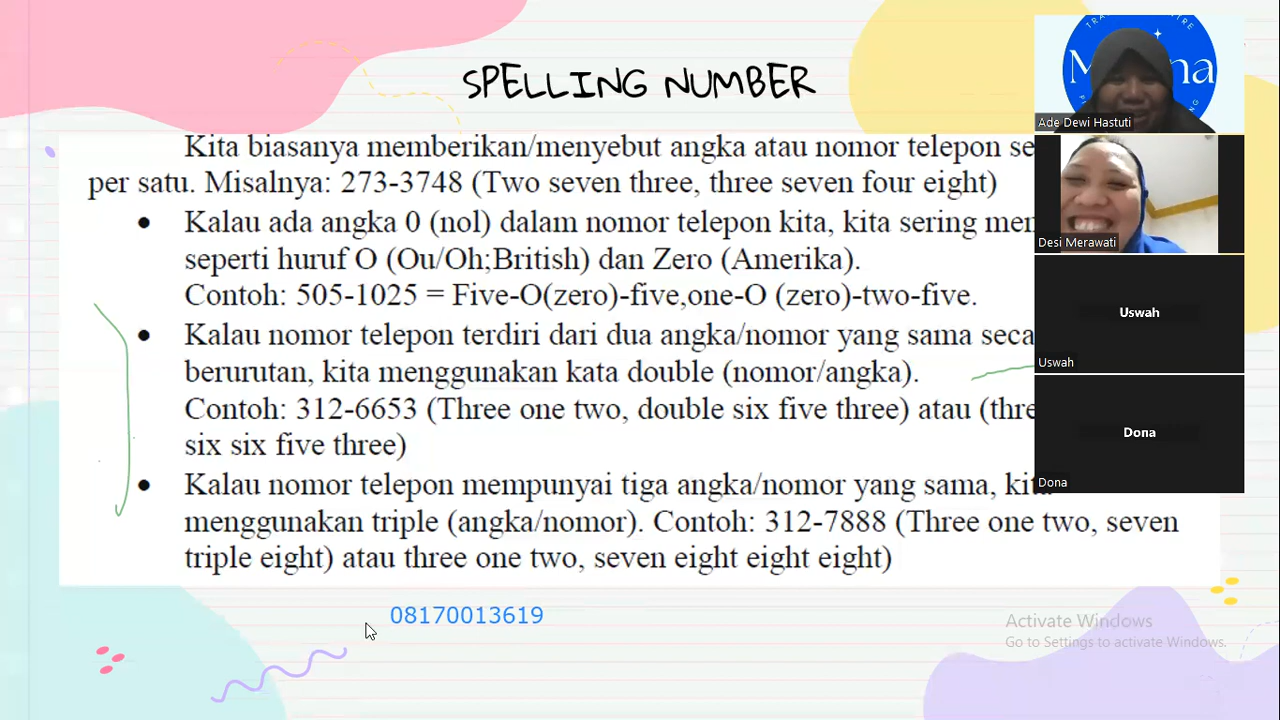 SPELLING NUMBER
Kita biasanya memberikan/menyebut angka atau nomor telepon
per satu. Misalnya: 273-3748 (Two seven three, three seven four eight)
• Kalau ada angka 0 (nol) dalam nomor telepon kita, kita sering
seperti huruf O (Ou/Oh;British) dan Zero (Amerika).
Contoh: 505-1025 = Five-O(zero)-five,one-O (zero)-two-five.
• Kalau nomor telepon terdiri dari dua angka/nomor yang sama
berurutan, kita menggunakan kata double (nomor/angka).
Contoh: 312-6653 (Three one two, double six five three) atau
six six five three)
• Kalau nomor telepon mempunyai tiga angka/nomor yang sama, kita
menggunakan triple (angka/nomor). Contoh: 312-7888 (Three one two, seven
triple eight) atau three one two, seven eight eight eight)
08170013619
Ade Dewi Hastuti
Desi Merawati
Uswah
Uswah
Dona
Dona
Activate Windows
Go to Settings to activate Windows.